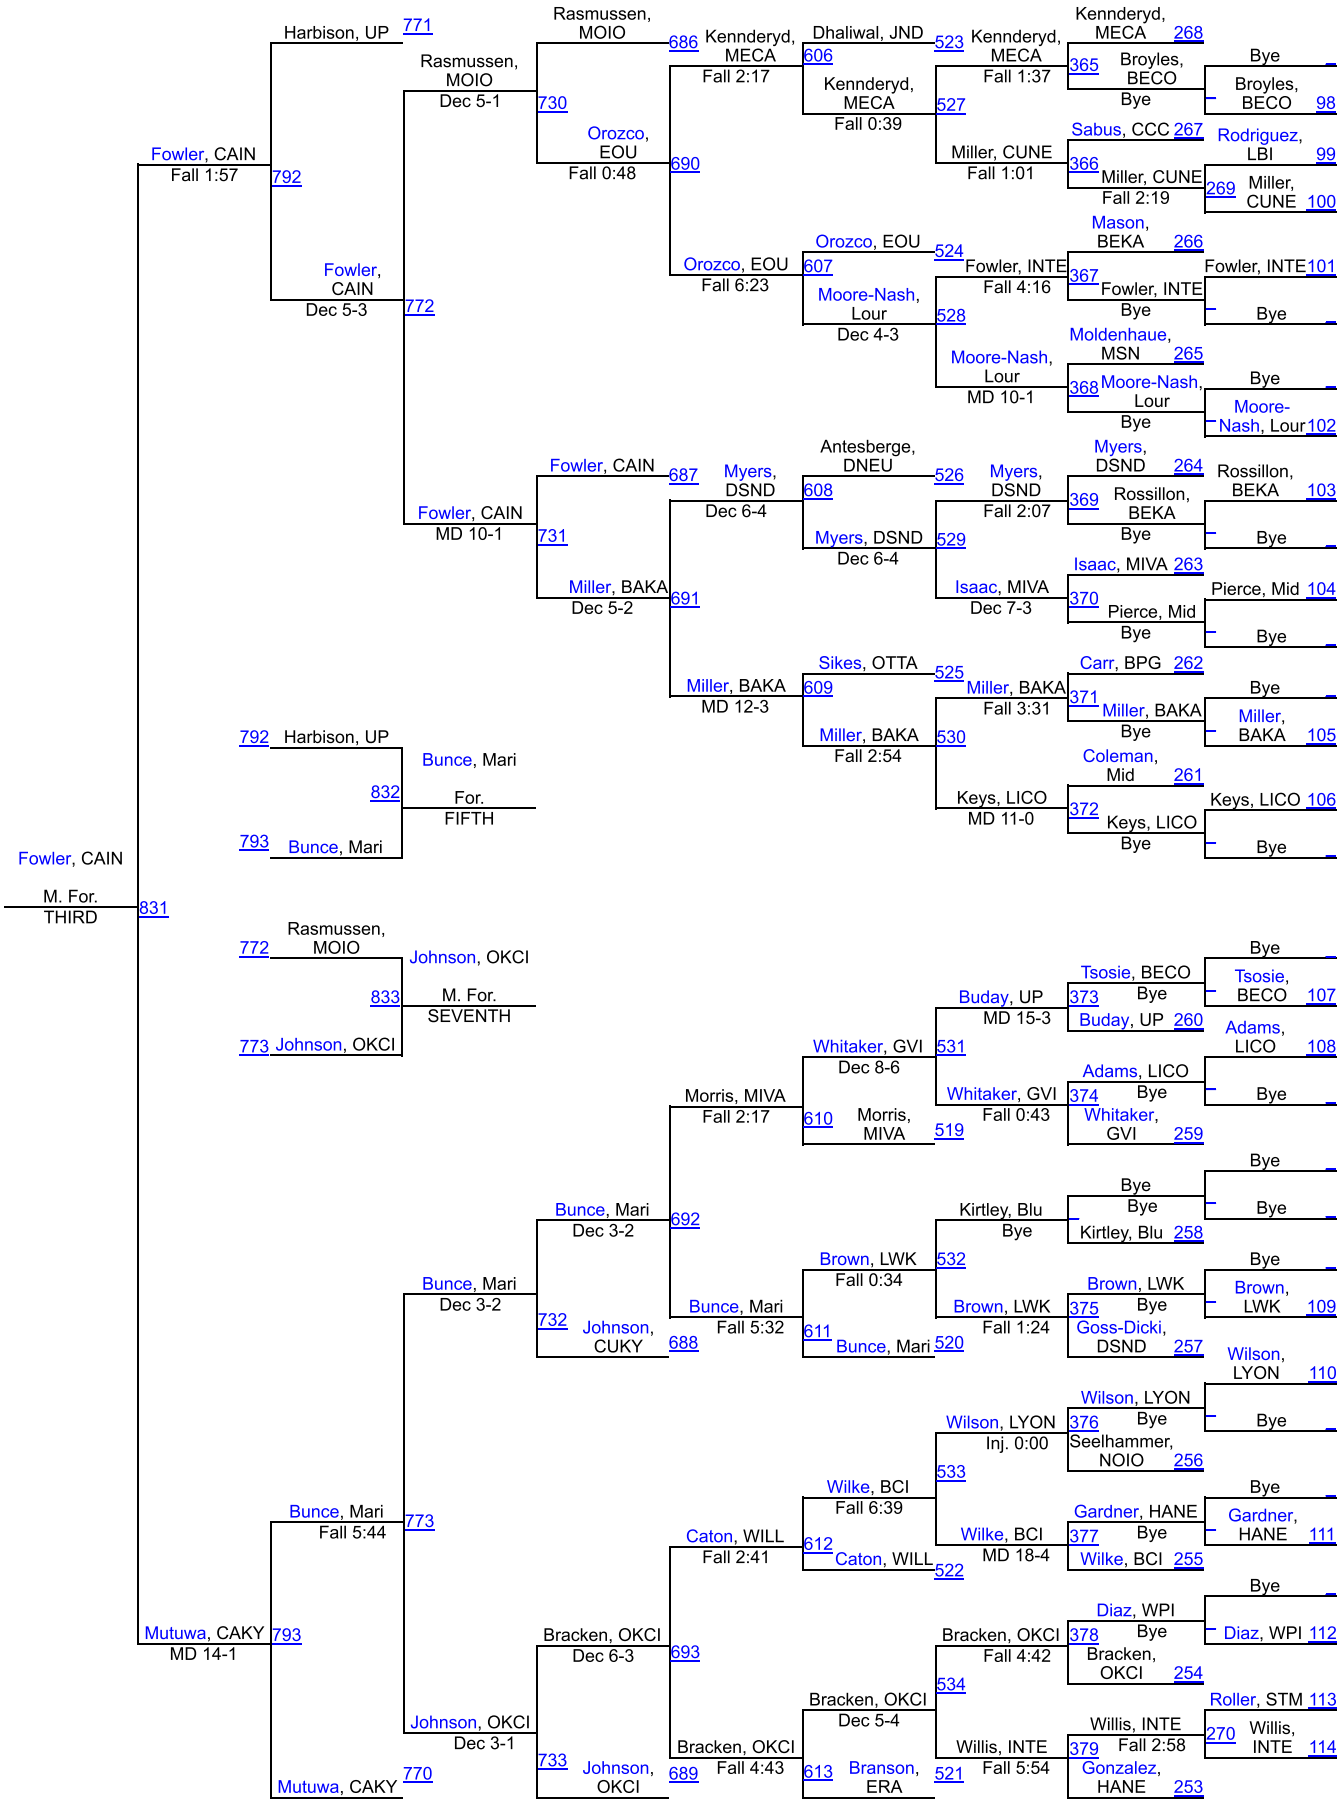 Harbison, UP 771
Rasmussen,
MOIO
686
Kennderyd,
MECA
Fall 2:17
Dhaliwal, JND 523
606
Kennderyd,
MECA
Fall 1:37
Kennderyd,
MECA 268
365 Broyles,
BECO
Bye
Bye
Broyles,
BECO 98
Rasmussen,
MOIO
Dec 5-1
730
Kennderyd,
MECA
Fall 0:39
527
Orozco,
EOU
Fall 0:48
690
Miller, CUNE
Fall 1:01
Sabus, CCC 267
366
Miller, CUNE
Fall 2:19
Rodriguez,
LBI 99
269 Miller,
CUNE 100
Fowler, CAIN
Fall 1:57
792
Orozco, EOU 524
607
Orozco, EOU
Fall 6:23
Fowler, INTE
Fall 4:16
Mason,
BEKA 266
367
Fowler, INTE
Bye
Fowler, INTE 101
Bye
Fowler,
CAIN
Dec 5-3
772
Moore-Nash,
Lour
Dec 4-3
528
Moore-Nash,
Lour
MD 10-1
Moldenhaue,
MSN 265
368 Moore-Nash,
Lour
Bye
Bye
Moore-
Nash, Lour 102
Fowler, CAIN 687
Myers,
DSND
Dec 6-4
Antesberge,
DNEU 526
608
Myers,
DSND
Fall 2:07
Myers,
DSND 264
369 Rossillon,
BEKA
Bye
Rossillon,
BEKA 103
Bye
Fowler, CAIN
MD 10-1
731
Myers, DSND
Dec 6-4
529
Miller, BAKA
Dec 5-2
691
Isaac, MIVA
Dec 7-3
Isaac, MIVA 263
370
Pierce, Mid
Bye
Pierce, Mid 104
Bye
Miller, BAKA
MD 12-3
Sikes, OTTA 525
609
Miller, BAKA
Fall 3:31
Carr, BPG 262
371
Miller, BAKA
Bye
Bye
Miller,
BAKA 105
Miller, BAKA
Fall 2:54
530
792 Harbison, UP
Bunce, Mari
832
For.
FIFTH
793 Bunce, Mari
Keys, LICO
MD 11-0
Coleman,
Mid 261
372
Keys, LICO
Bye
Keys, LICO 106
Bye
Fowler, CAIN
M. For.
THIRD
831
772
Rasmussen,
MOIO
Johnson, OKCI
833
M. For.
SEVENTH
773 Johnson, OKCI
Buday, UP
MD 15-3
Tsosie, BECO
373 Bye
Buday, UP 260
Bye
Tsosie,
BECO 107
Whitaker, GVI
Dec 8-6
531
Whitaker, GVI
Fall 0:43
Adams, LICO
374 Bye
Whitaker,
GVI 259
Adams,
LICO 108
Bye
Morris, MIVA
Fall 2:17
610 Morris,
MIVA 519
Bunce, Mari
Dec 3-2
692
Kirtley, Blu
Bye
Bye
Bye
Kirtley, Blu 258
Bye
Bye
Bunce, Mari
Dec 3-2
732 Johnson,
CUKY 688
Bunce, Mari
Fall 5:32
Brown, LWK
Fall 0:34
532
611
Bunce, Mari 520
Brown, LWK
Fall 1:24
Brown, LWK
375 Bye
Goss-Dicki,
DSND 257
Bye
Brown,
LWK 109
Wilson, LYON
Inj. 0:00
Wilson, LYON
376 Bye
Seelhammer,
NOIO 256
Wilson,
LYON 110
Bye
Bunce, Mari
Fall 5:44
773
Wilke, BCI
Fall 6:39
533
Caton, WILL
Fall 2:41
612
Caton, WILL 522
Wilke, BCI
MD 18-4
Gardner, HANE
377 Bye
Wilke, BCI 255
Bye
Gardner,
HANE 111
Mutuwa, CAKY
MD 14-1
793
Bracken, OKCI
Dec 6-3
693
Bracken, OKCI
Fall 4:42
Diaz, WPI
378 Bye
Bracken,
OKCI 254
Bye
Diaz, WPI 112
Bracken, OKCI
Dec 5-4
534
Johnson, OKCI
Dec 3-1
733 Johnson,
OKCI 689
Bracken, OKCI
Fall 4:43
613 Branson,
ERA 521
Willis, INTE
Fall 5:54
Willis, INTE
Fall 2:58
379
Gonzalez,
HANE 253
Roller, STM 113
270 Willis,
INTE 114
Mutuwa, CAKY 770